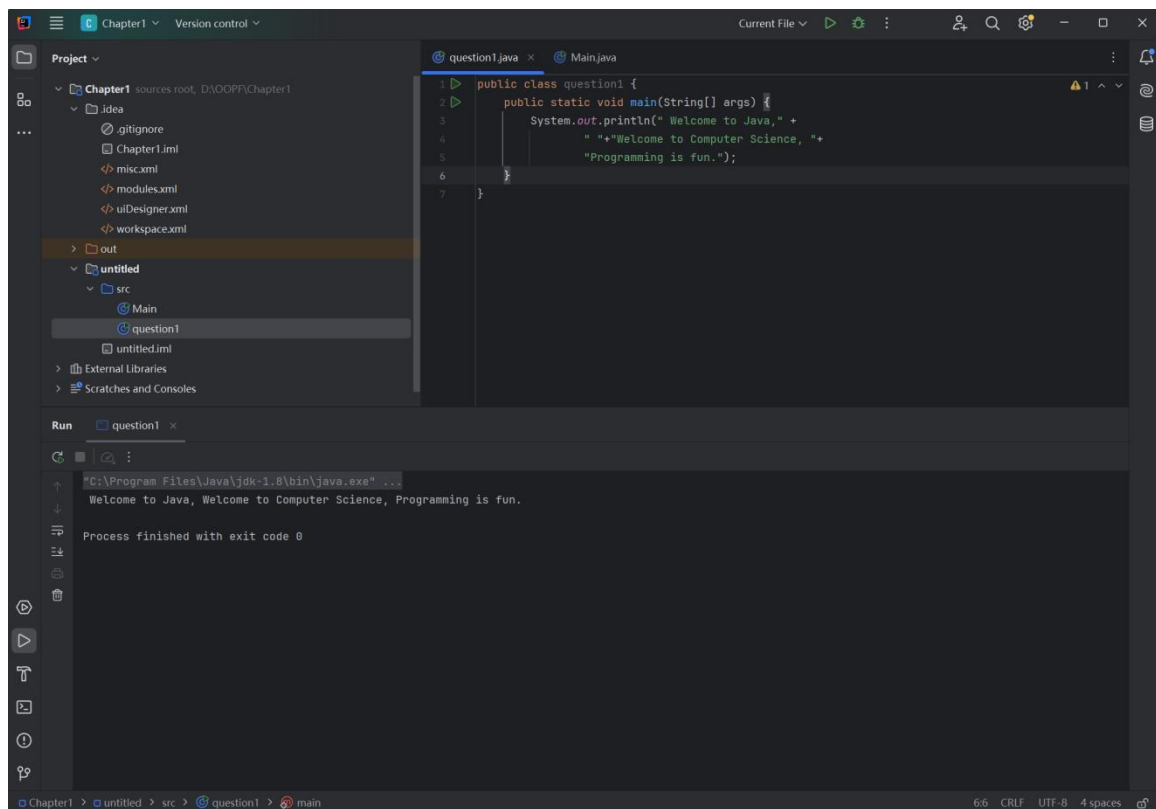 C Chapter1 Version control Current File
Project
Chapter1 sources root, D:\OOPF\Chapter1
.idea
.gitignore
Chapter1.iml
misc.xml
modules.xml
uiDesigner.xml
workspace.xml
out
untitled
src
Main
question1
untitled.iml
External Libraries
Scratches and Consoles
question1.java Main.java
1 public class question1 {
2 public static void main(String[] args) {
3 System.out.println(" Welcome to Java," +
4 " "+"Welcome to Computer Science, "+
5 "Programming is fun.");
6 }
7 }
1
Run question1
"C:\Program Files\Java\jdk-1.8\bin\java.exe" ...
Welcome to Java, Welcome to Computer Science, Programming is fun.
Process finished with exit code 0
Chapter1 > untitled > src > question1 > main 6:6 CRLF UTF-8 4 spaces